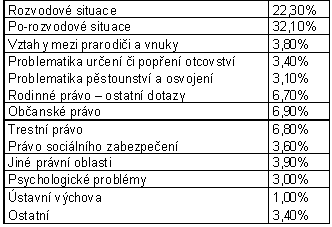 Rozvodové situace 22,30%
Po-rozvodové situace 32,10%
Vztahy mezi prarodiči a vnuky 3,80%
Problematika určení či popření otcovství 3,40%
Problematika pěstounství a osvojení 3,10%
Rodinné právo – ostatní dotazy 6,70%
Občanské právo 6,90%
Trestní právo 6,80%
Právo sociálního zabezpečení 3,60%
Jiné právní oblasti 3,90%
Psychologické problémy 3,00%
Ústavní výchova 1,00%
Ostatní 3,40%